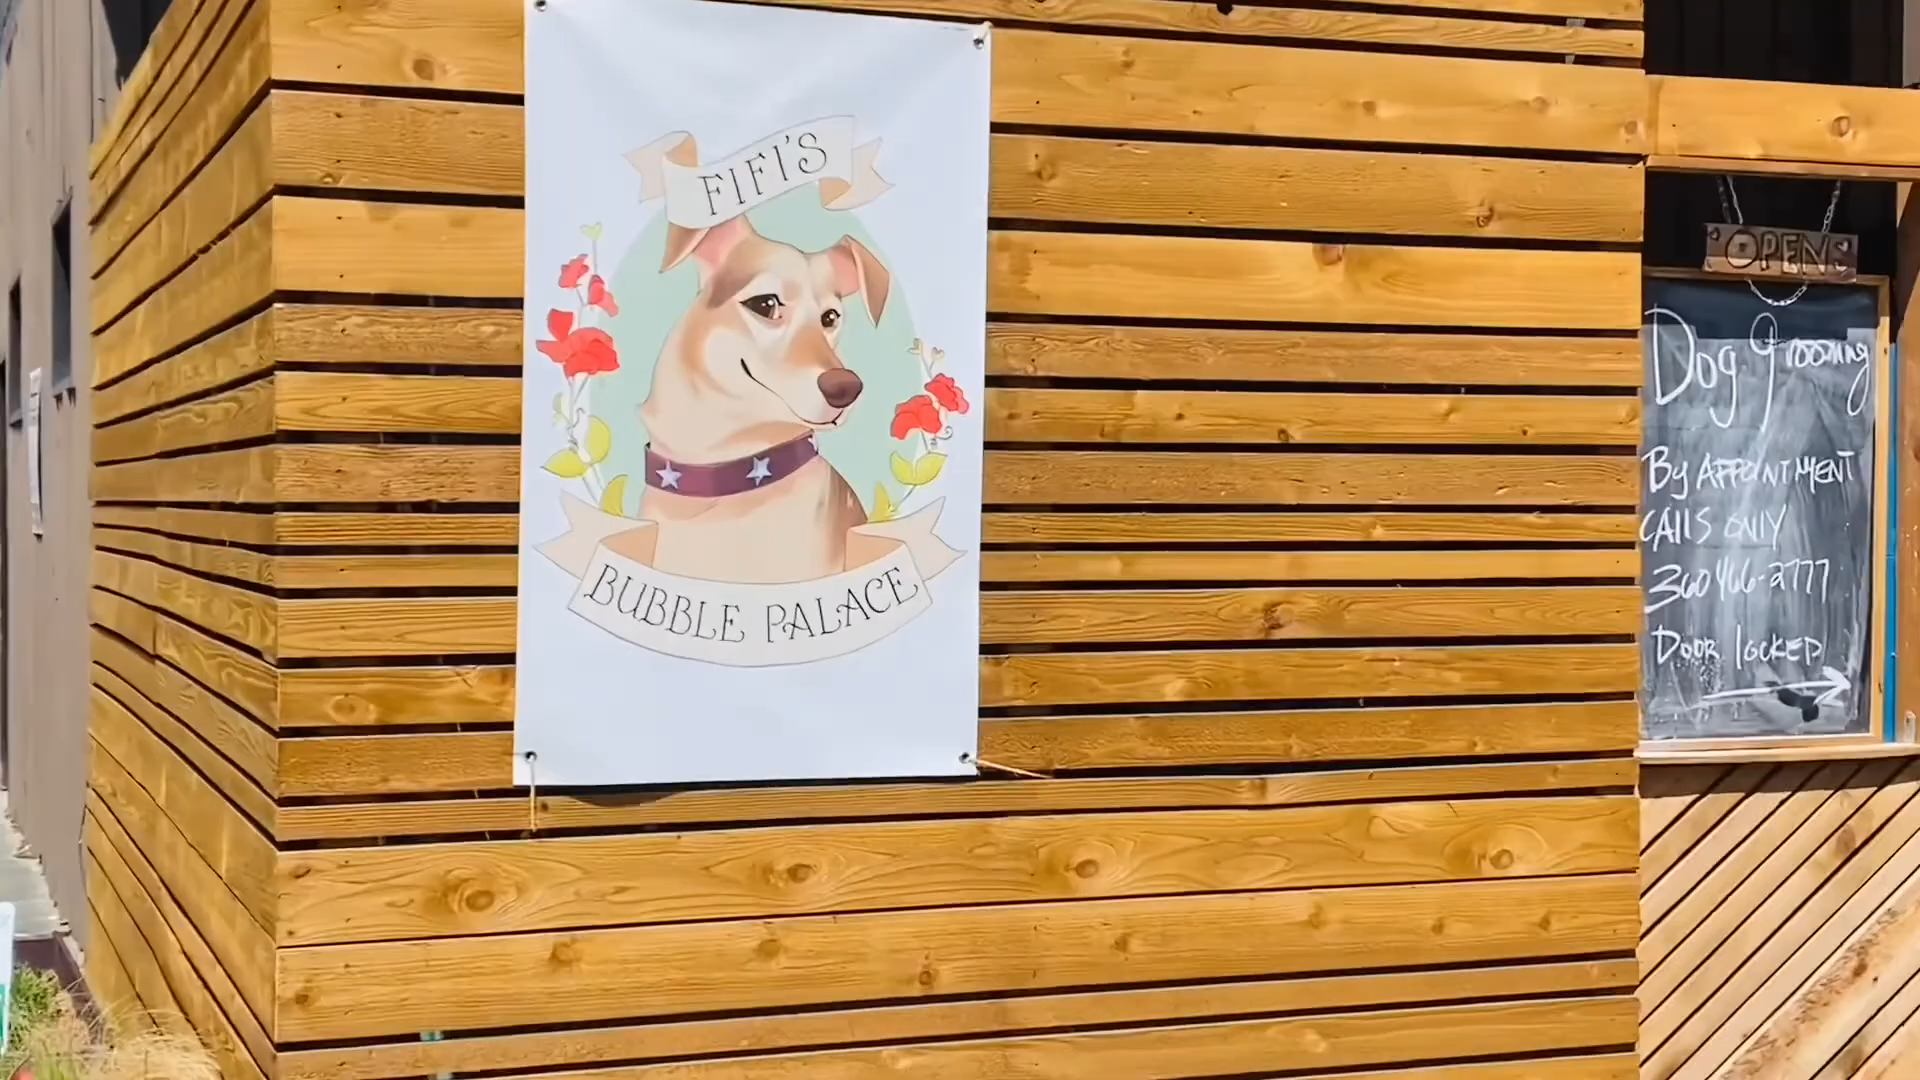 FIFI'S
BUBBLE PALACE
OPEN
Dog Grooming
By APPOINTMENT
CAllS ONlY
360 466-2777
DOOR lOCKED